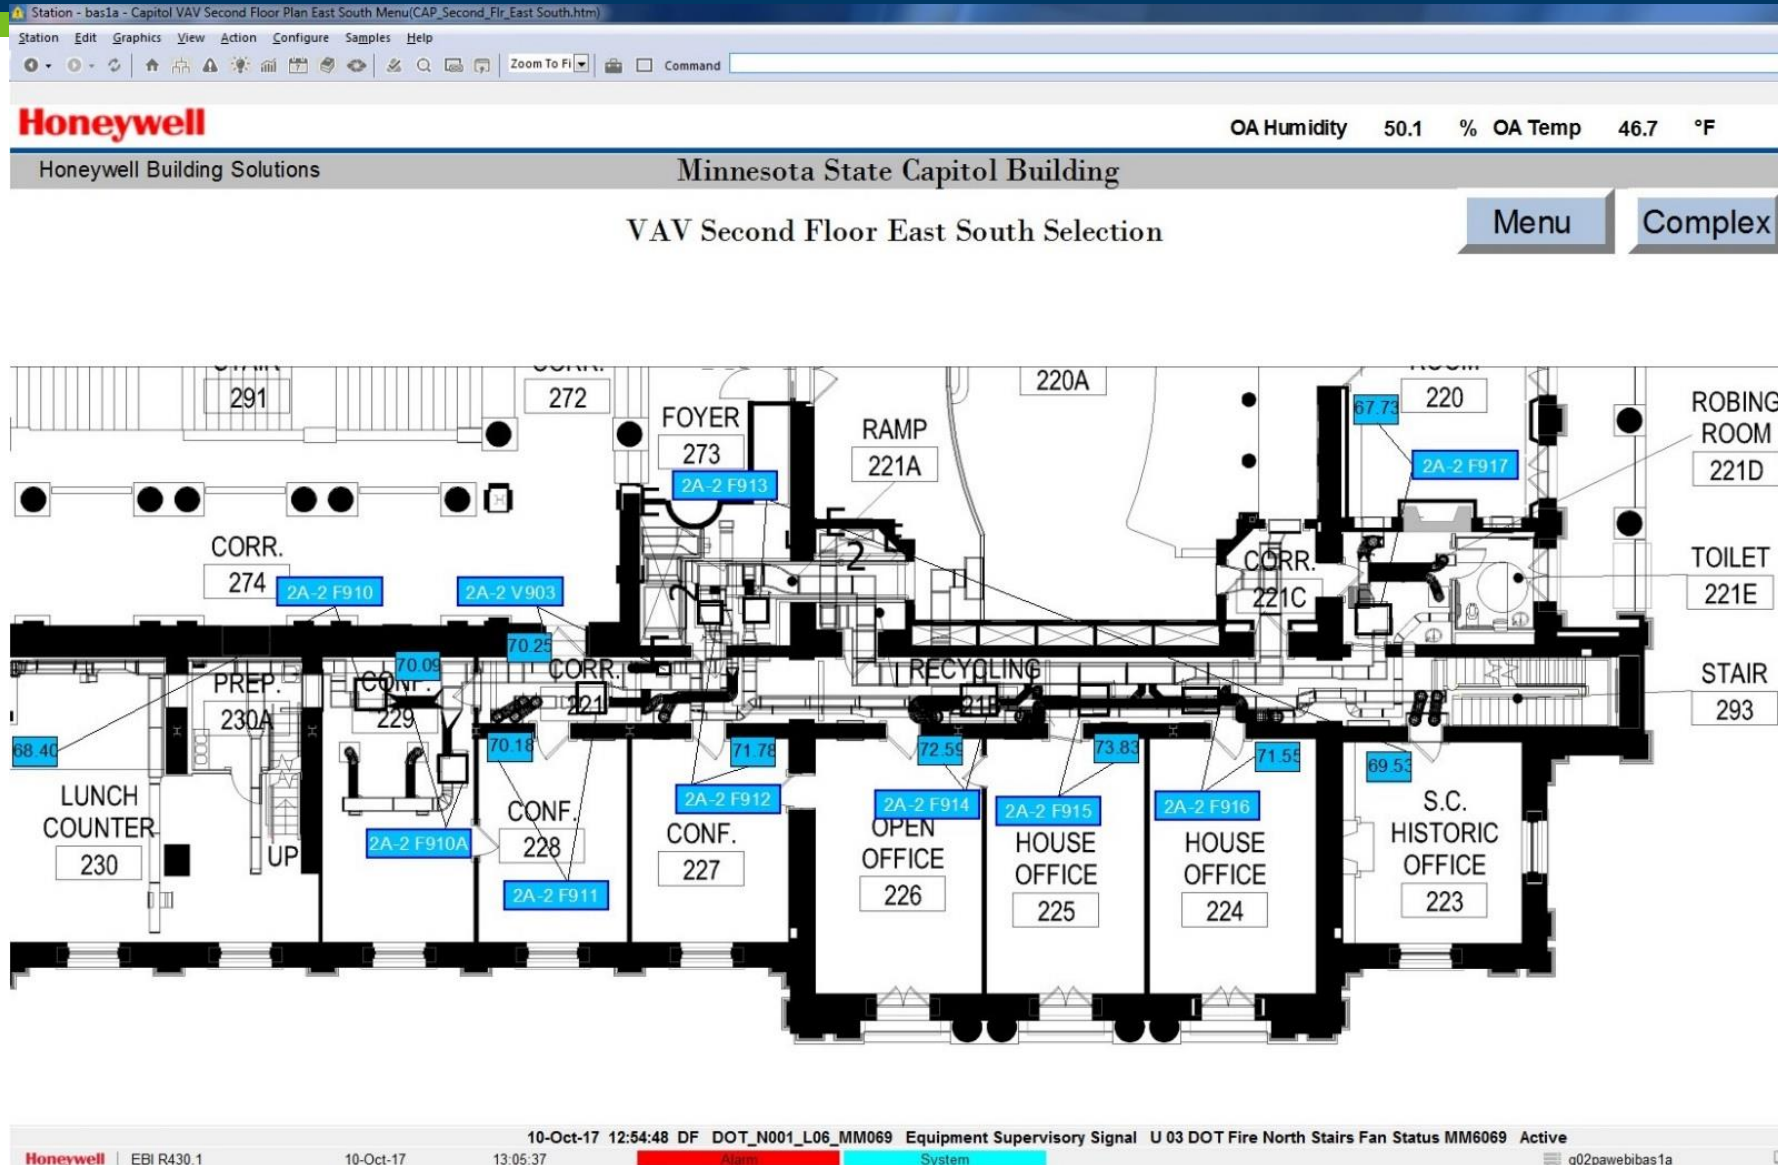 Station - bas1a - Capitol VAV Second Floor Plan East South Menu(CAP_Second_Flr_East South.htm)
Station Edit Graphics View Action Configure Samples Help
Zoom To Fi
Command
Honeywell
OA Humidity 50.1 % OA Temp 46.7 °F
Honeywell Building Solutions
Minnesota State Capitol Building
VAV Second Floor East South Selection
Menu
Complex
291
272
FOYER
273
2A-2 F913
RAMP
221A
220A
67.73
220
2A-2 F917
ROBING
ROOM
221D
CORR.
274
2A-2 F910
2A-2 V903
2
2
CORR.
221C
TOILET
221E
70.25
70.09
PREP.
230A
CONF.
229
CORR.
221
RECYCLING
STAIR
293
68.40
70.18
71.78
72.59
73.83
71.55
69.53
LUNCH
COUNTER
230
UP
2A-2 F910A
CONF.
228
2A-2 F911
2A-2 F912
CONF.
227
2A-2 F914
OPEN
OFFICE
226
2A-2 F915
HOUSE
OFFICE
225
2A-2 F916
HOUSE
OFFICE
224
S.C.
HISTORIC
OFFICE
223
10-Oct-17 12:54:48 DF DOT_N001_L06_MM069 Equipment Supervisory Signal U 03 DOT Fire North Stairs Fan Status MM6069 Active
Honeywell EBI R430.1 10-Oct-17 13:05:37 Alarm System g02pawebibas1a